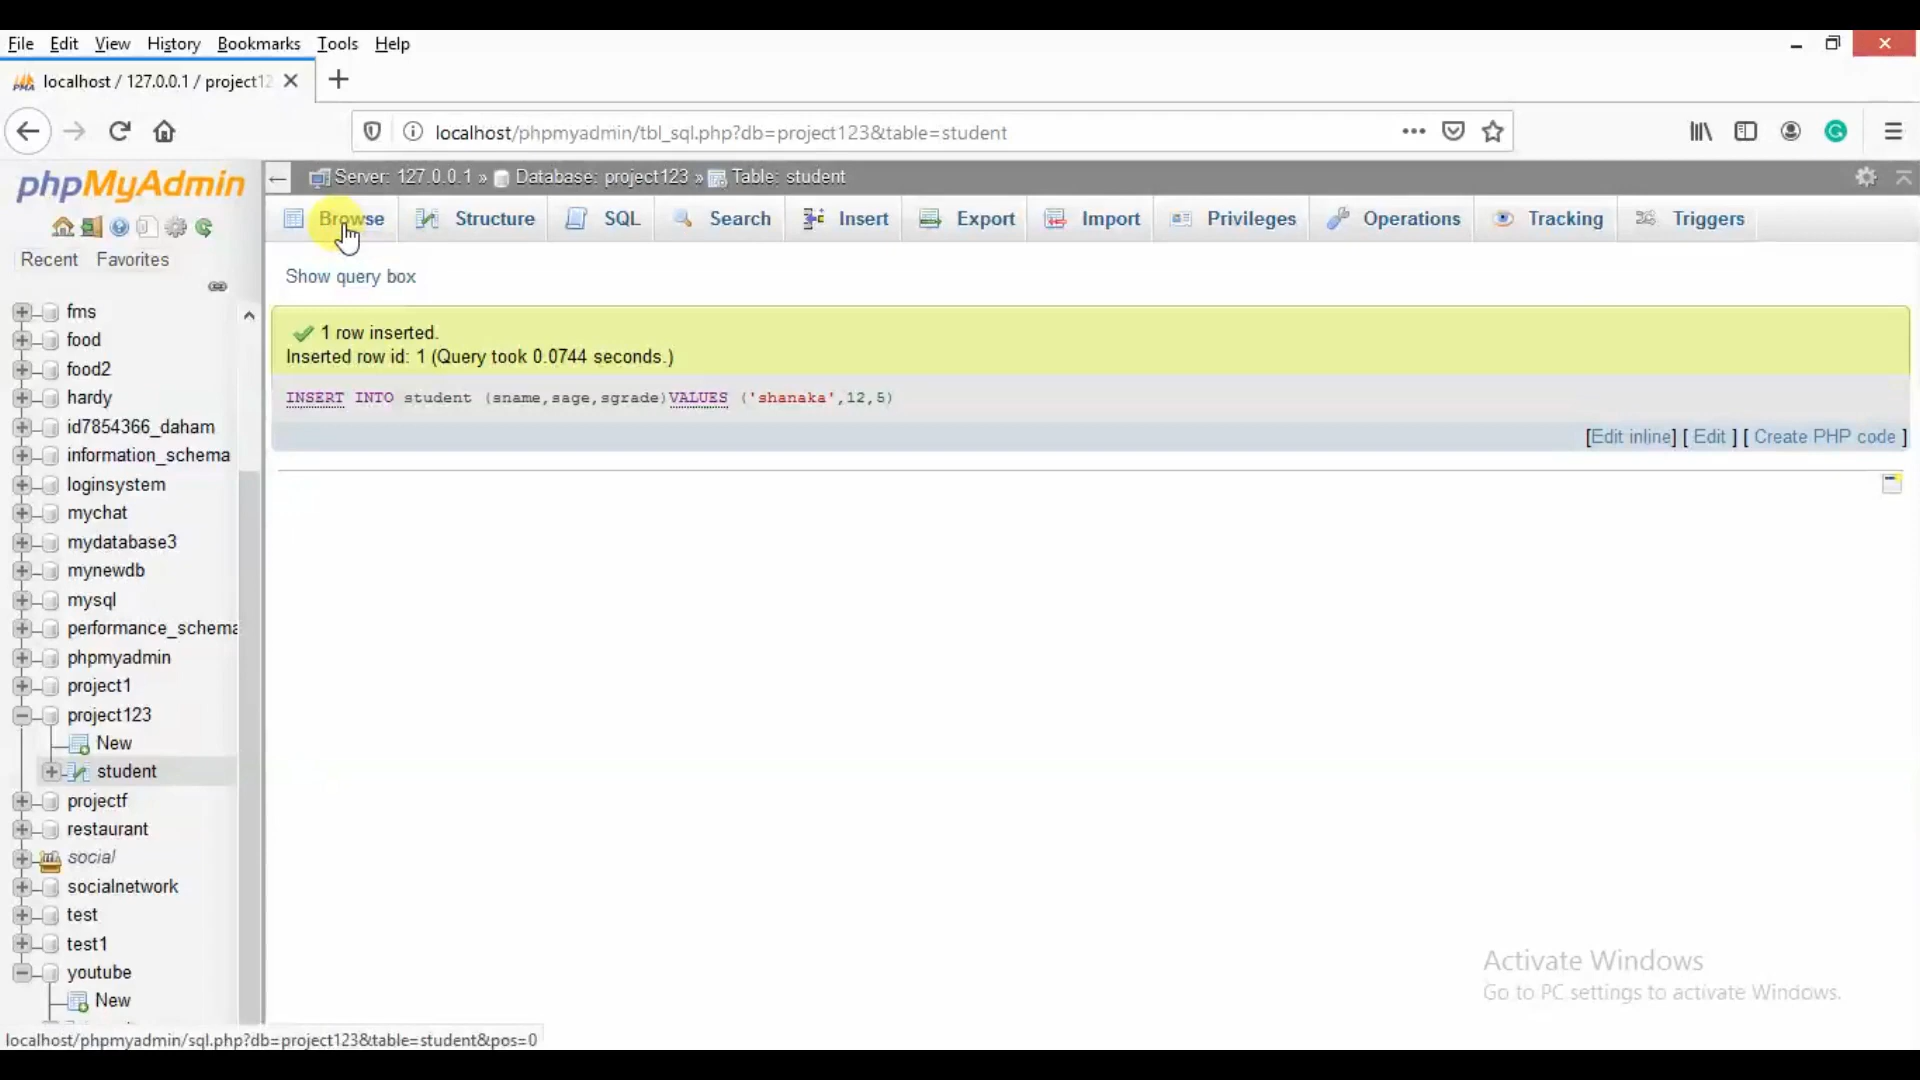 File Edit View History Bookmarks Tools Help
localhost / 127.0.0.1 / project12
localhost/phpmyadmin/tbl_sql.php?db=project123&table=student
phpMyAdmin
Server: 127.0.0.1 » Database: project123 » Table: student
Browse Structure SQL Search Insert Export Import Privileges Operations Tracking Triggers
Recent Favorites
Show query box
1 row inserted.
Inserted row id: 1 (Query took 0.0744 seconds.)
INSERT INTO student (sname,sage,sgrade)VALUES ('shanaka',12,5)
[Edit inline] [ Edit ] [ Create PHP code ]
fms
food
food2
hardy
id7854366_daham
information_schema
loginsystem
mychat
mydatabase3
mynewdb
mysql
performance_schema
phpmyadmin
project1
project123
New
student
projectf
restaurant
social
socialnetwork
test
test1
youtube
New
Activate Windows
Go to PC settings to activate Windows.
localhost/phpmyadmin/sql.php?db=project123&table=student&pos=0